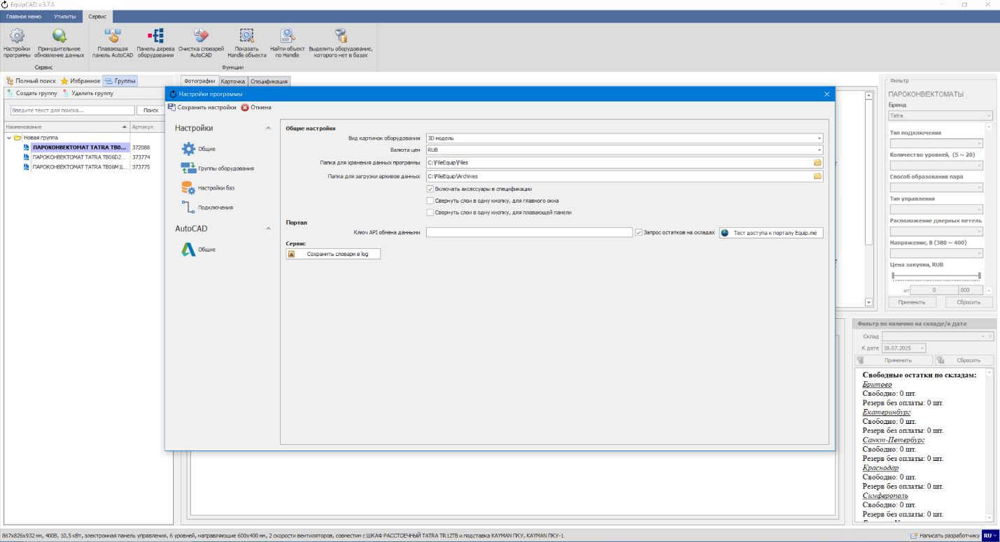 EquipCAD v.3.7.6
Главное меню Утилиты Сервис
Настройки программы
Принудительное обновление данных
Плавающая панель AutoCAD
Панель дерева оборудования
Очистка словарей AutoCAD
Показать Handle объекта
Найти объект по Handle
Выделить оборудование, которого нет в базах
Сервис Функции
Полный поиск Избранное Группы
Создать группу Удалить группу
Введите текст для поиска... Поиск
Наименование Артикул
Новая группа
ПАРОКОНВЕКТОМАТ TATRA TB0... 372088
ПАРОКОНВЕКТОМАТ TATRA TB06D2... 373774
ПАРОКОНВЕКТОМАТ TATRA TB06M1L... 373775
Фотографии Карточка Спецификация
Настройки программы
Сохранить настройки Отмена
Настройки
Общие
Группы оборудования
Настройки баз
Подключения
AutoCAD
Общие
Общие настройки
Вид картинок оборудования 3D модель
Валюта цен RUB
Папка для хранения данных программы C:\FileEquip\Files
Папка для загрузки архивов данных C:\FileEquip\Archives
Включать аксессуары в спецификации
Свернуть слои в одну кнопку, для главного окна
Свернуть слои в одну кнопку, для плавающей панели
Портал
Ключ API обмена данными Запрос остатков на складах Тест доступа к порталу Equip.me
Сервис
Сохранить словари в log
Фильтр
ПАРОКОНВЕКТОМАТЫ
Бренд
Tatra
Тип подключения
Количество уровней, (5 ~ 20)
Способ образования пара
Тип управления
Расположение дверных петель
Напряжение, В (380 ~ 400)
Цена закупки, RUB
от 0 000
Применить Сбросить
Фильтр по налично на складе/к дате
Склад
К дате 18.07.2025
Применить Сбросить
Свободные остатки по складам:
Бритово
Свободно: 0 шт.
Резерв без оплаты: 0 шт.
Екатеринбург
Свободно: 0 шт.
Резерв без оплаты: 0 шт.
Санкт-Петербург
Свободно: 0 шт.
Резерв без оплаты: 0 шт.
Краснодар
Свободно: 0 шт.
Резерв без оплаты: 0 шт.
Симферополь
Свободно: 0 шт.
Резерв без оплаты: 0 шт.
867x826x932 мм, 400В, 10,5 кВт, электронная панель управления, 6 уровней, направляющие 600x400 мм, 2 скорости вентиляторов, совместим с ШКАФ РАССТОЕЧНЫЙ TATRA TR.12TB и подставка KAYMAN ПКУ, KAYMAN ПКУ-1
Написать разработчику RU